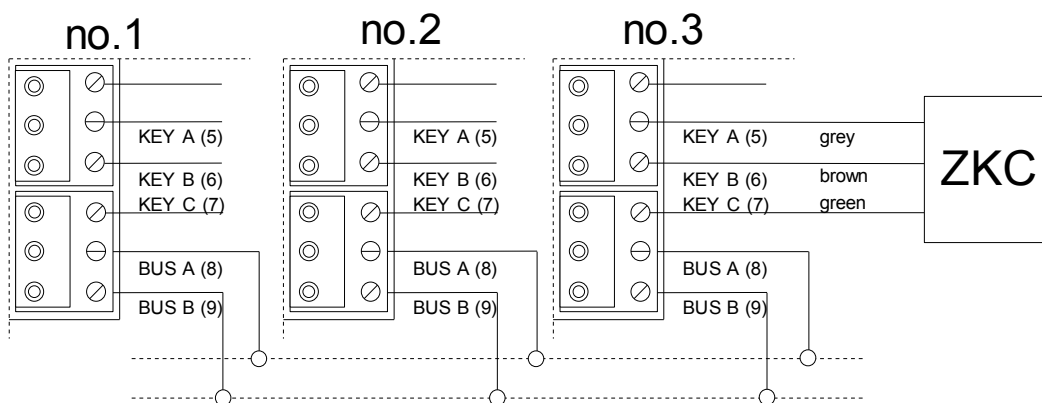 no.1 no.2 no.3
KEY A (5) KEY A (5) KEY A (5) grey
KEY B (6) KEY B (6) KEY B (6) brown
KEY C (7) KEY C (7) KEY C (7) green
ZKC
BUS A (8) BUS A (8) BUS A (8)
BUS B (9) BUS B (9) BUS B (9)